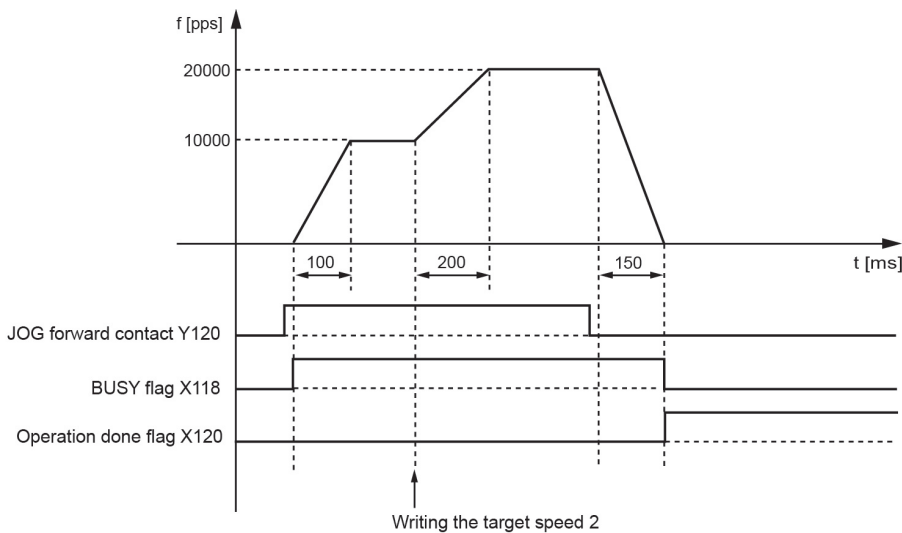 f [pps]
20000
10000
100
200
150
t [ms]
JOG forward contact Y120
BUSY flag X118
Operation done flag X120
Writing the target speed 2